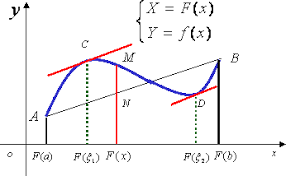 y
X = F(x)
Y = f(x)
C
M
B
A
N
D
o
F(a) F(ξ₁) F(x) F(ξ₂) F(b) x